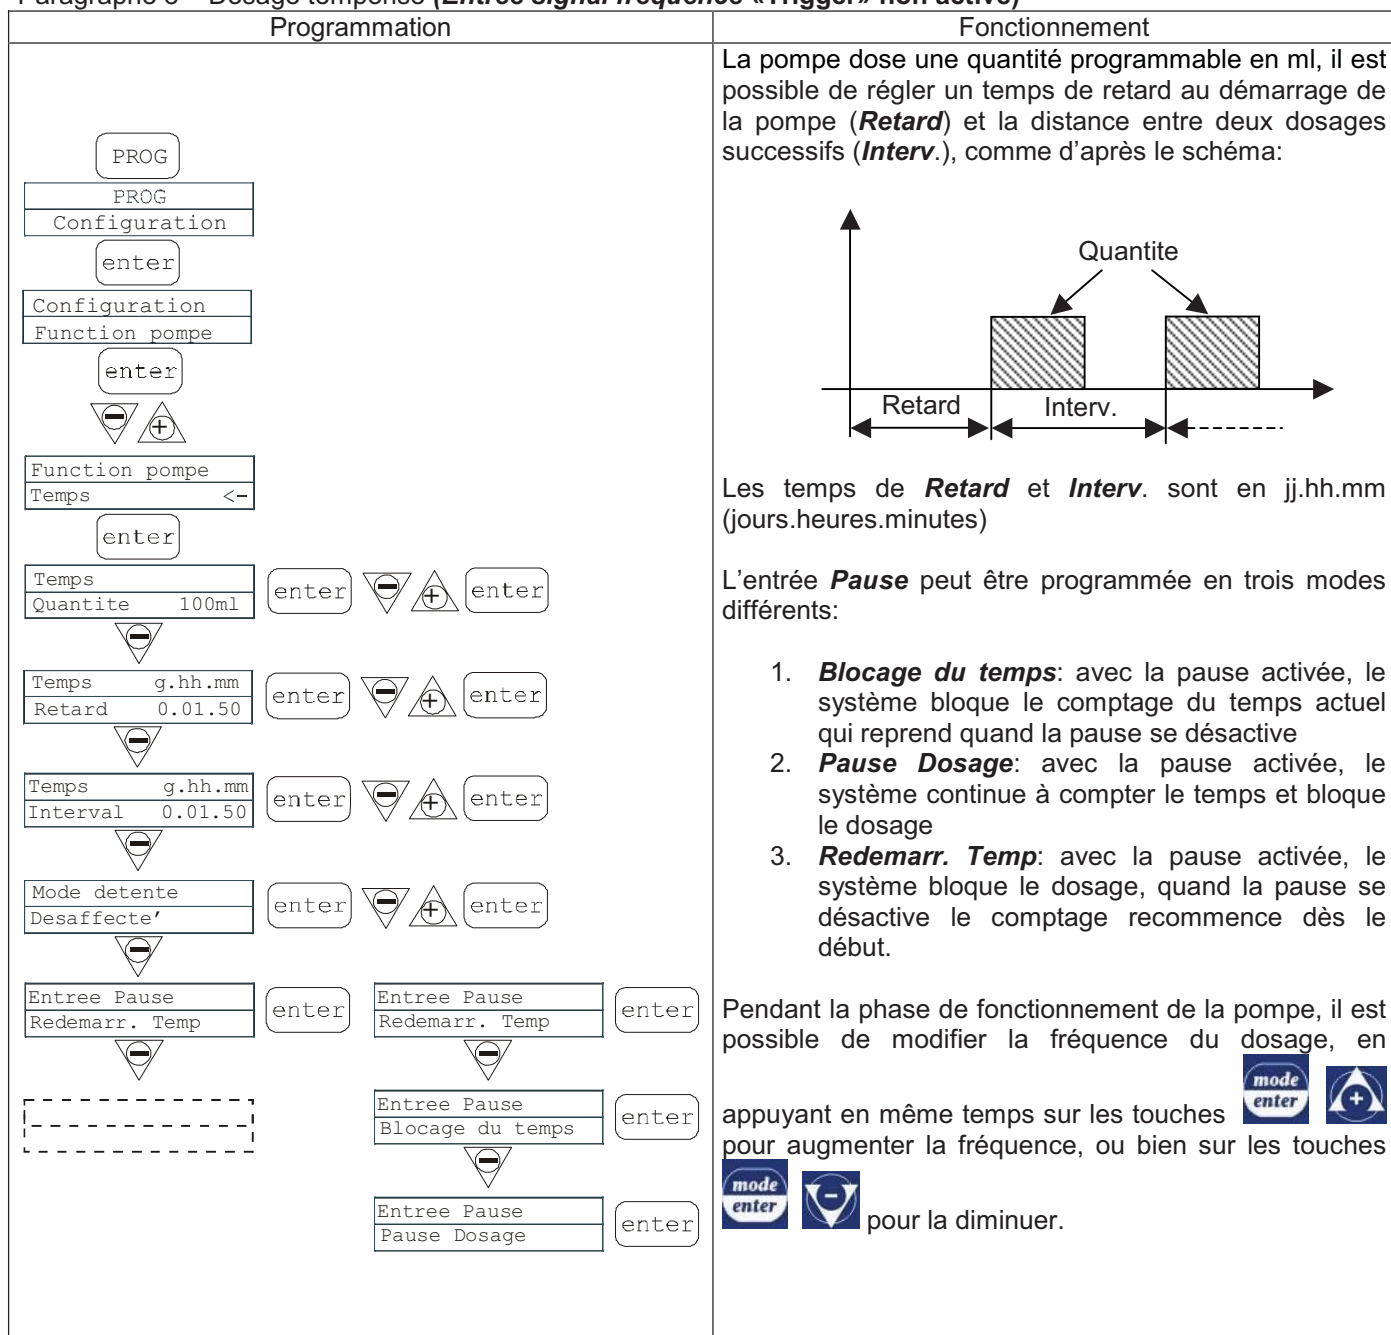 Paragraphe 5 – Dosage temporisé (Entrée signal fréquence «Trigger» non activé)
Programmation
PROG
PROG
Configuration
enter
Configuration
Function pompe
enter
Function pompe
Temps <-
enter
Temps
Quantite 100ml
enter
enter
Temps g.hh.mm
Retard 0.01.50
enter
enter
Temps g.hh.mm
Interval 0.01.50
enter
enter
Mode detente
Desaffecte'
enter
enter
Entree Pause
Redemarr. Temp
enter
Entree Pause
Redemarr. Temp
enter
Entree Pause
Blocage du temps
enter
Entree Pause
Pause Dosage
enter
Fonctionnement
La pompe dose une quantité programmable en ml, il est
possible de régler un temps de retard au démarrage de
la pompe (Retard) et la distance entre deux dosages
successifs (Interv.), comme d'après le schéma:
Quantite
Retard
Interv.
Les temps de Retard et Interv. sont en jj.hh.mm
(jours.heures.minutes)
L'entrée Pause peut être programmée en trois modes
différents:
1. Blocage du temps: avec la pause activée, le
système bloque le comptage du temps actuel
qui reprend quand la pause se désactive
2. Pause Dosage: avec la pause activée, le
système continue à compter le temps et bloque
le dosage
3. Redemarr. Temp: avec la pause activée, le
système bloque le dosage, quand la pause se
désactive le comptage recommence dès le
début.
Pendant la phase de fonctionnement de la pompe, il est
possible de modifier la fréquence du dosage, en
appuyant en même temps sur les touches mode enter
pour augmenter la fréquence, ou bien sur les touches
mode enter pour la diminuer.